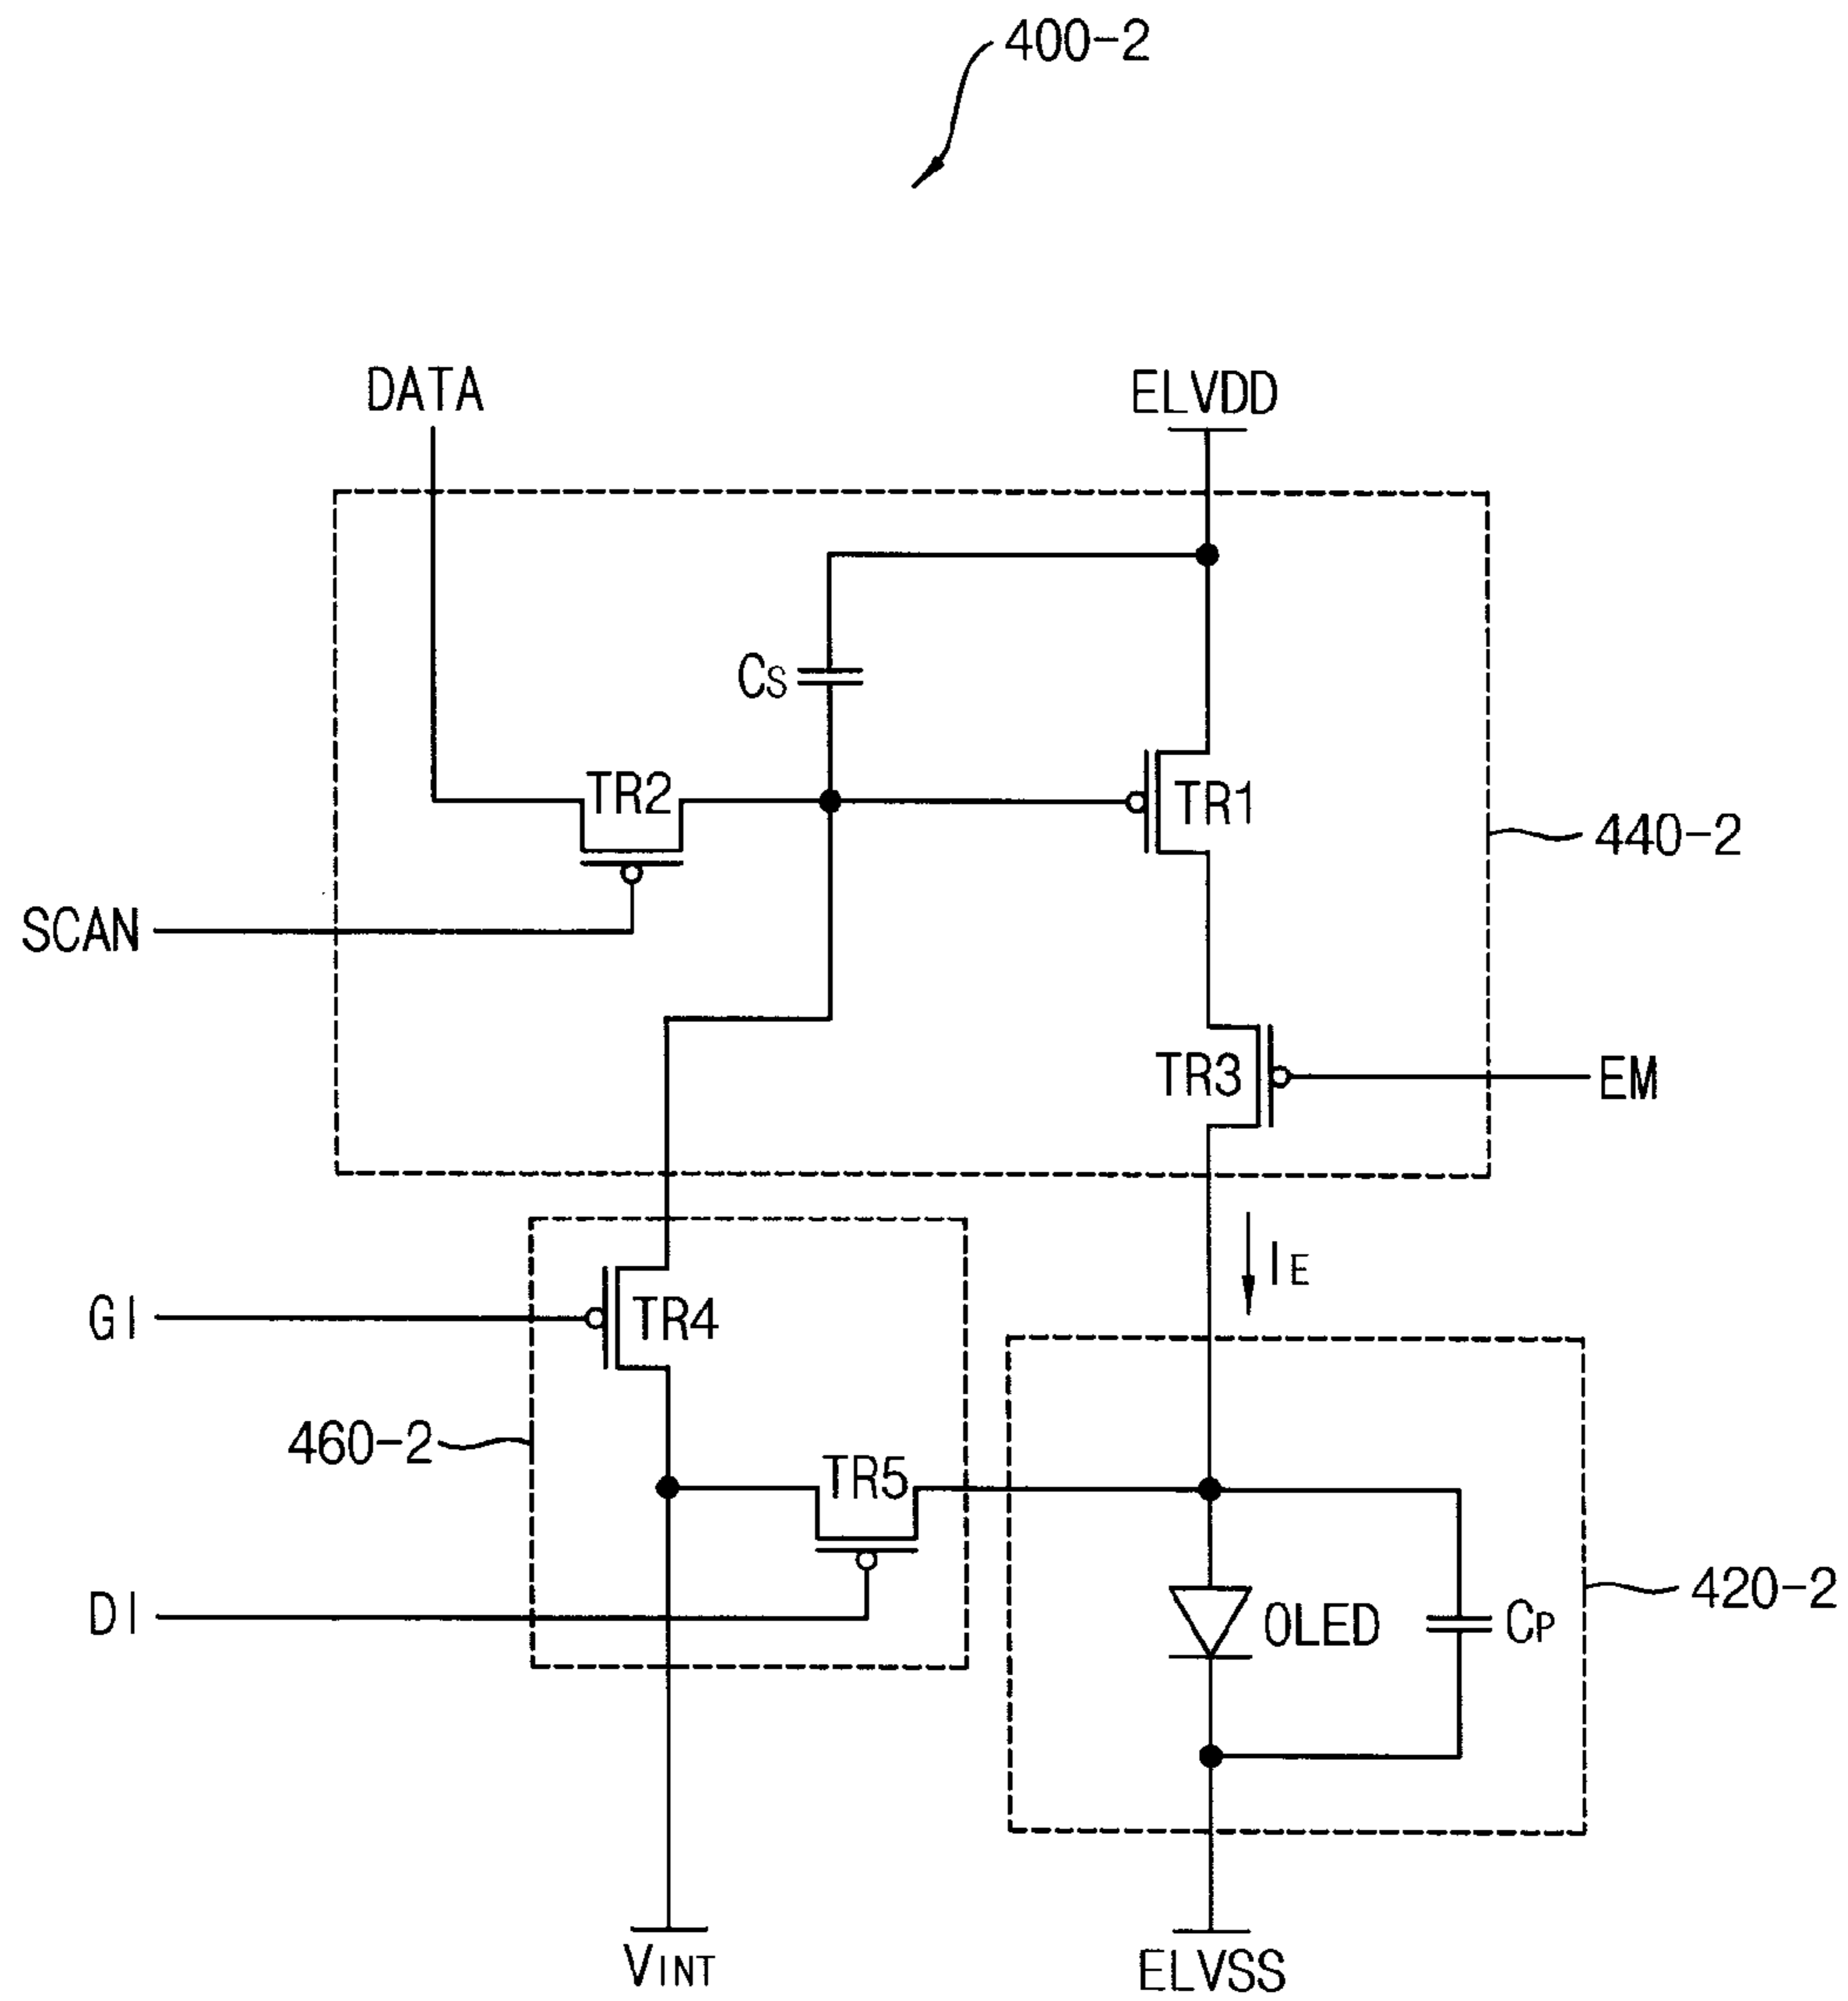 400-2
DATA
ELVDD
CS
TR2
TR1
440-2
SCAN
TR3
EM
IE
GI
TR4
460-2
TR5
DI
OLED
CP
420-2
VINT
ELVSS